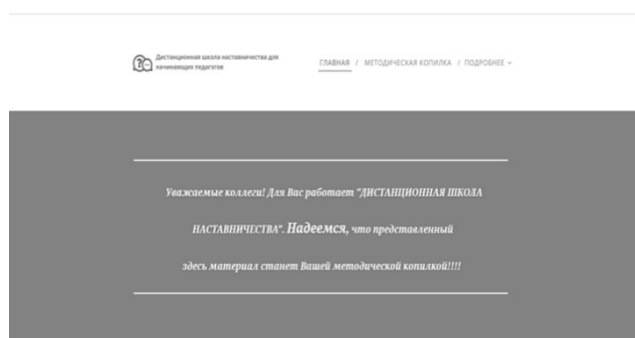 Дистанционная школа наставничества для
начинающих педагогов
ГЛАВНАЯ / МЕТОДИЧЕСКАЯ КОПИЛКА / ПОДРОБНЕЕ
Уважаемые коллеги! Для Вас работает "ДИСТАНЦИОННАЯ ШКОЛА
НАСТАВНИЧЕСТВА". Надеемся, что представленный
здесь материал станет Вашей методической копилкой!!!!